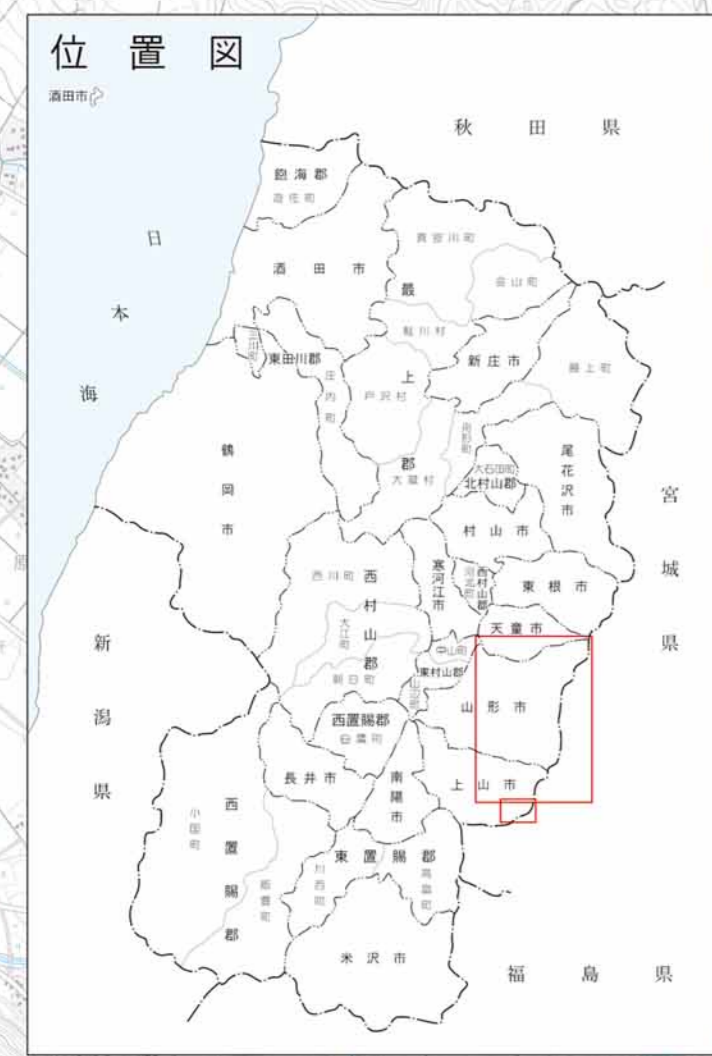 位置図
酒田市
秋田県
飽海郡
遊佐町
日本海
真室川町
酒田市
金山町
最上郡
鮭川村
三川町
東田川郡
新庄市
最上町
庄内町
戸沢村
舟形町
尾花沢市
大石田町
北村山郡
大蔵村
鶴岡市
宮城県
村山市
寒河江市
西川町
西村山郡
河北町
西村山郡
東根市
大江町
天童市
新潟県
中山町
東村山郡
朝日町
山辺町
山形市
西置賜郡
白鷹町
長井市
南陽市
上山市
小国町
西置賜郡
東置賜郡
川西町
高畠町
飯豊町
米沢市
福島県
原